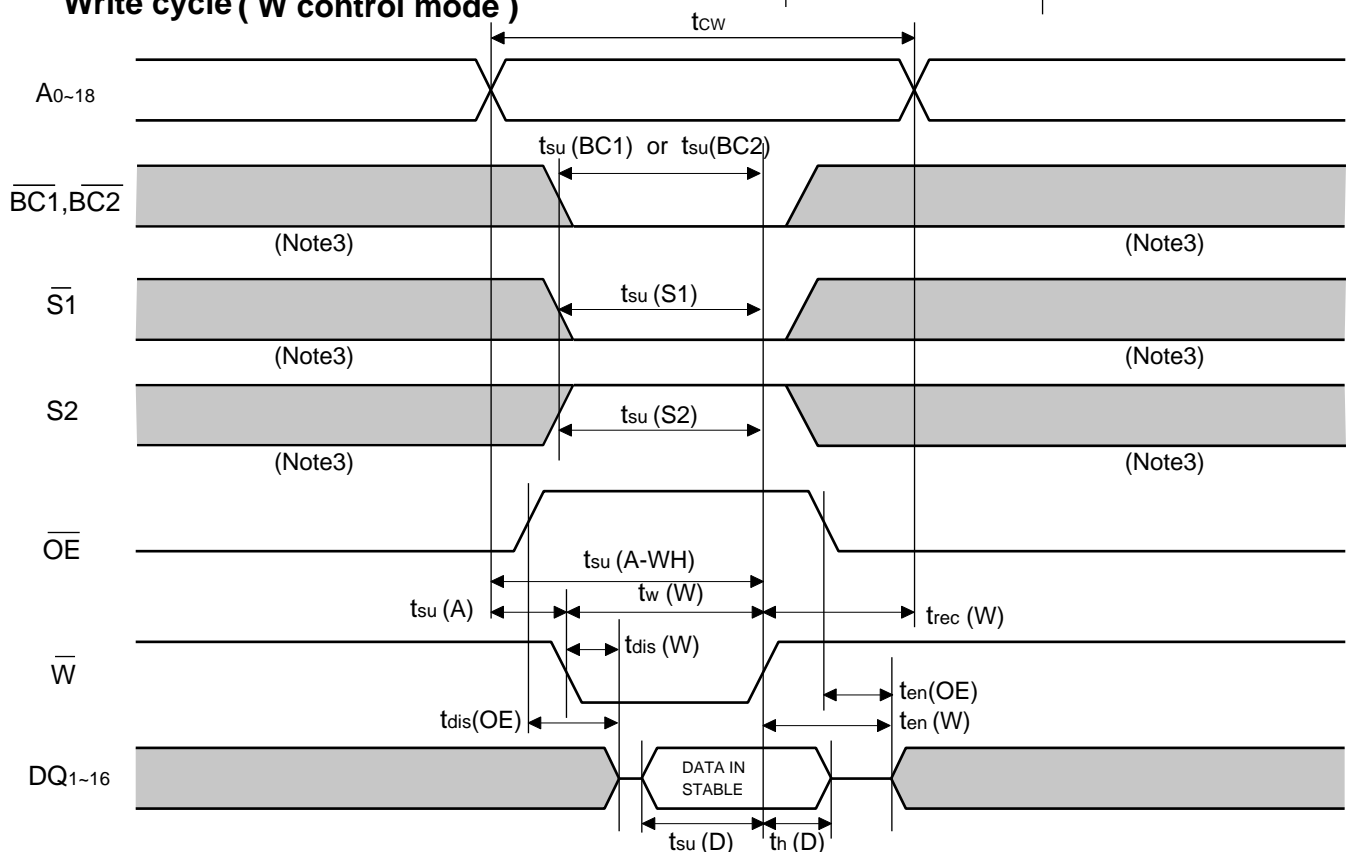 Write cycle ( W control mode )
tCW
A0~18
tsu (BC1) or tsu(BC2)
BC1,BC2
(Note3) (Note3)
S1
tsu (S1)
(Note3) (Note3)
S2
tsu (S2)
(Note3) (Note3)
OE
tsu (A-WH)
tsu (A) tw (W) trec (W)
W
tdis (W)
ten(OE)
tdis(OE) ten (W)
DQ1~16
DATA IN
STABLE
tsu (D) th (D)